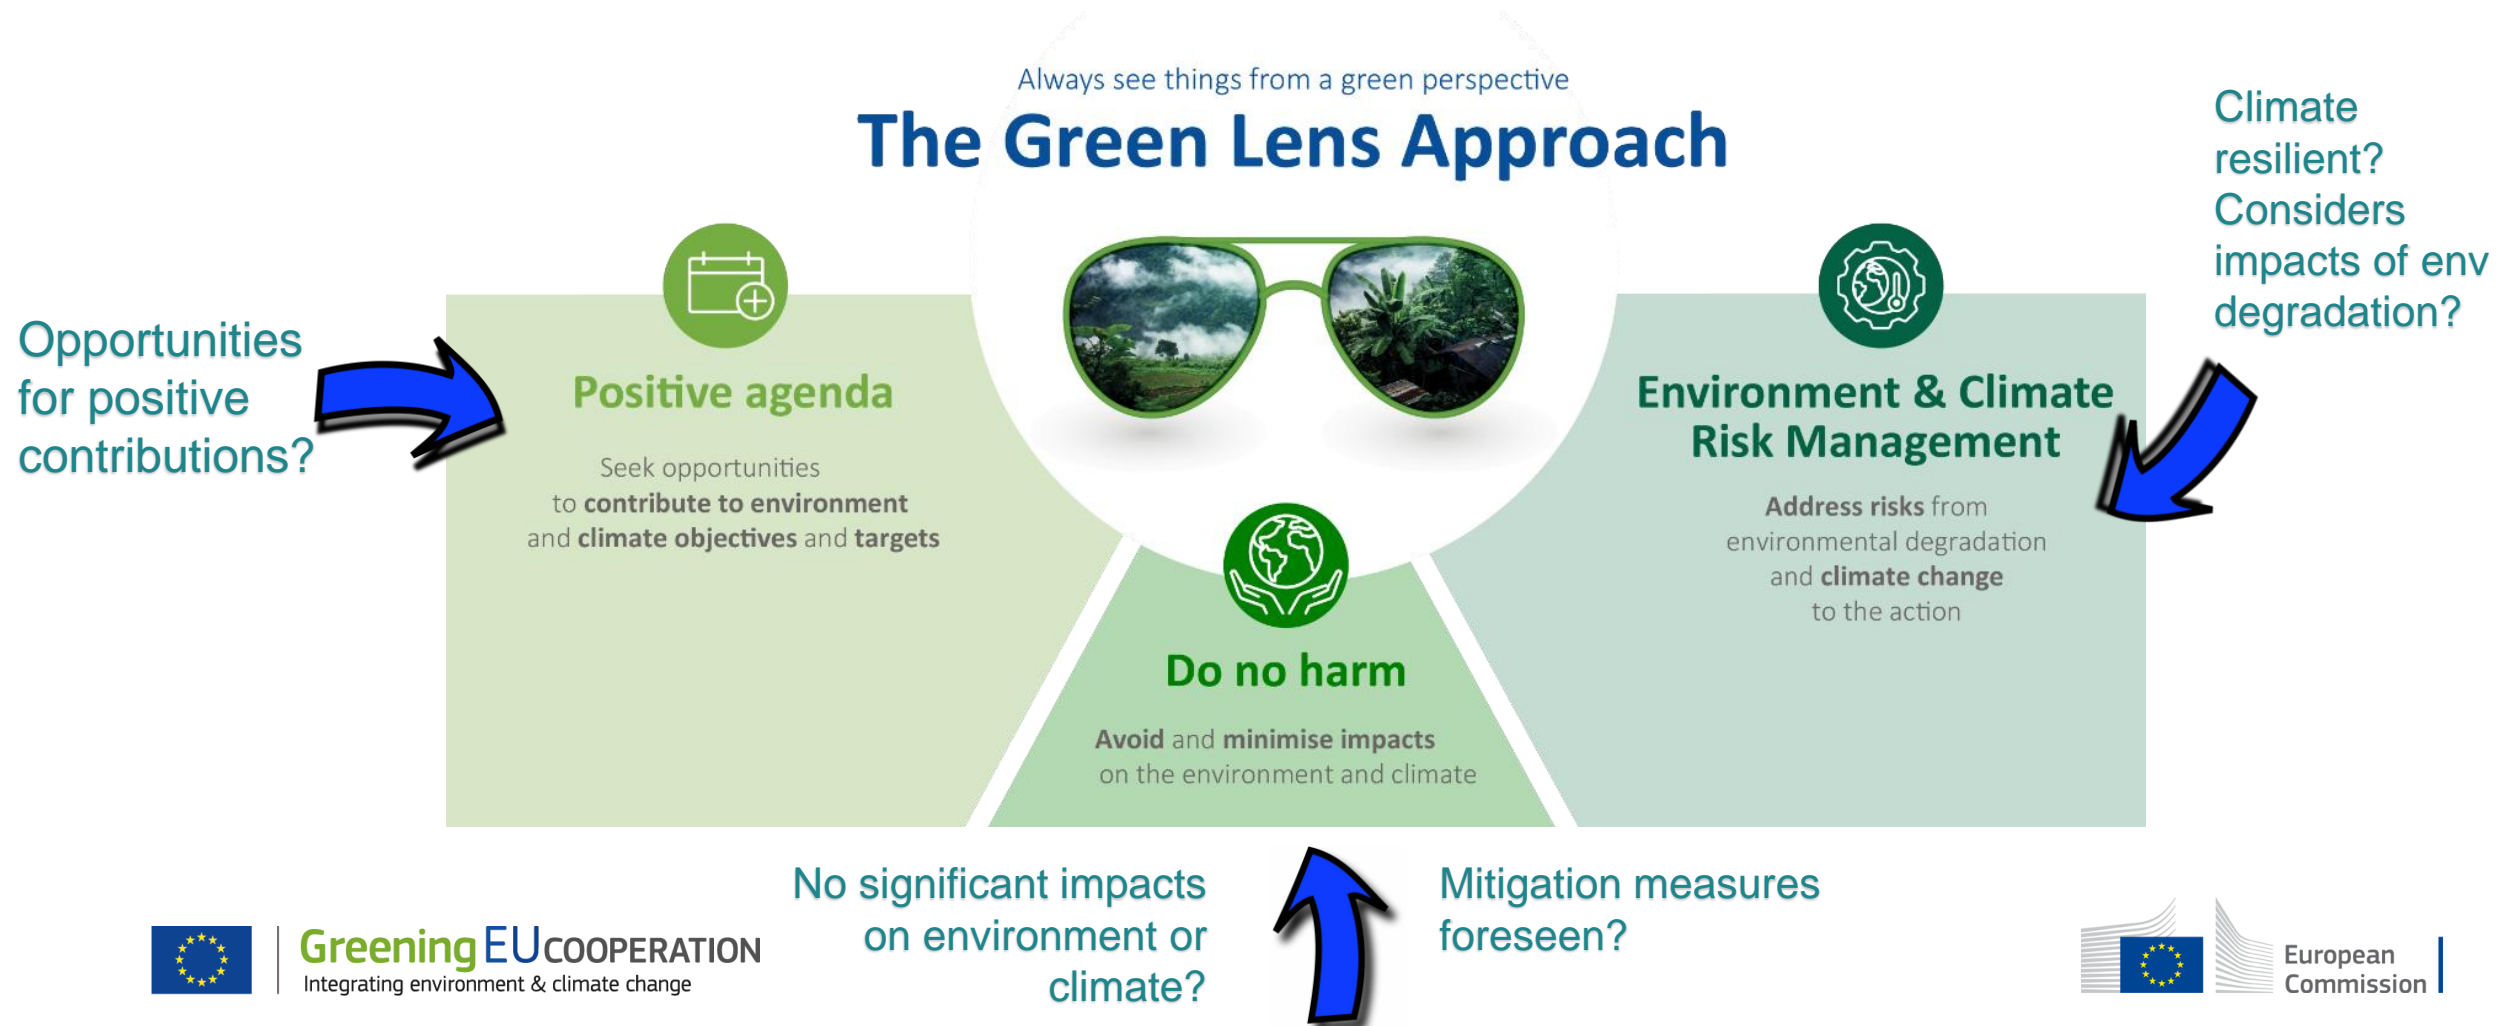 Always see things from a green perspective
The Green Lens Approach
Opportunities
for positive
contributions?
Positive agenda
Seek opportunities
to contribute to environment
and climate objectives and targets
Do no harm
Avoid and minimise impacts
on the environment and climate
Environment & Climate
Risk Management
Address risks from
environmental degradation
and climate change
to the action
Climate
resilient?
Considers
impacts of env
degradation?
No significant impacts
on environment or
climate?
Mitigation measures
foreseen?
Greening EU COOPERATION
Integrating environment & climate change
European
Commission